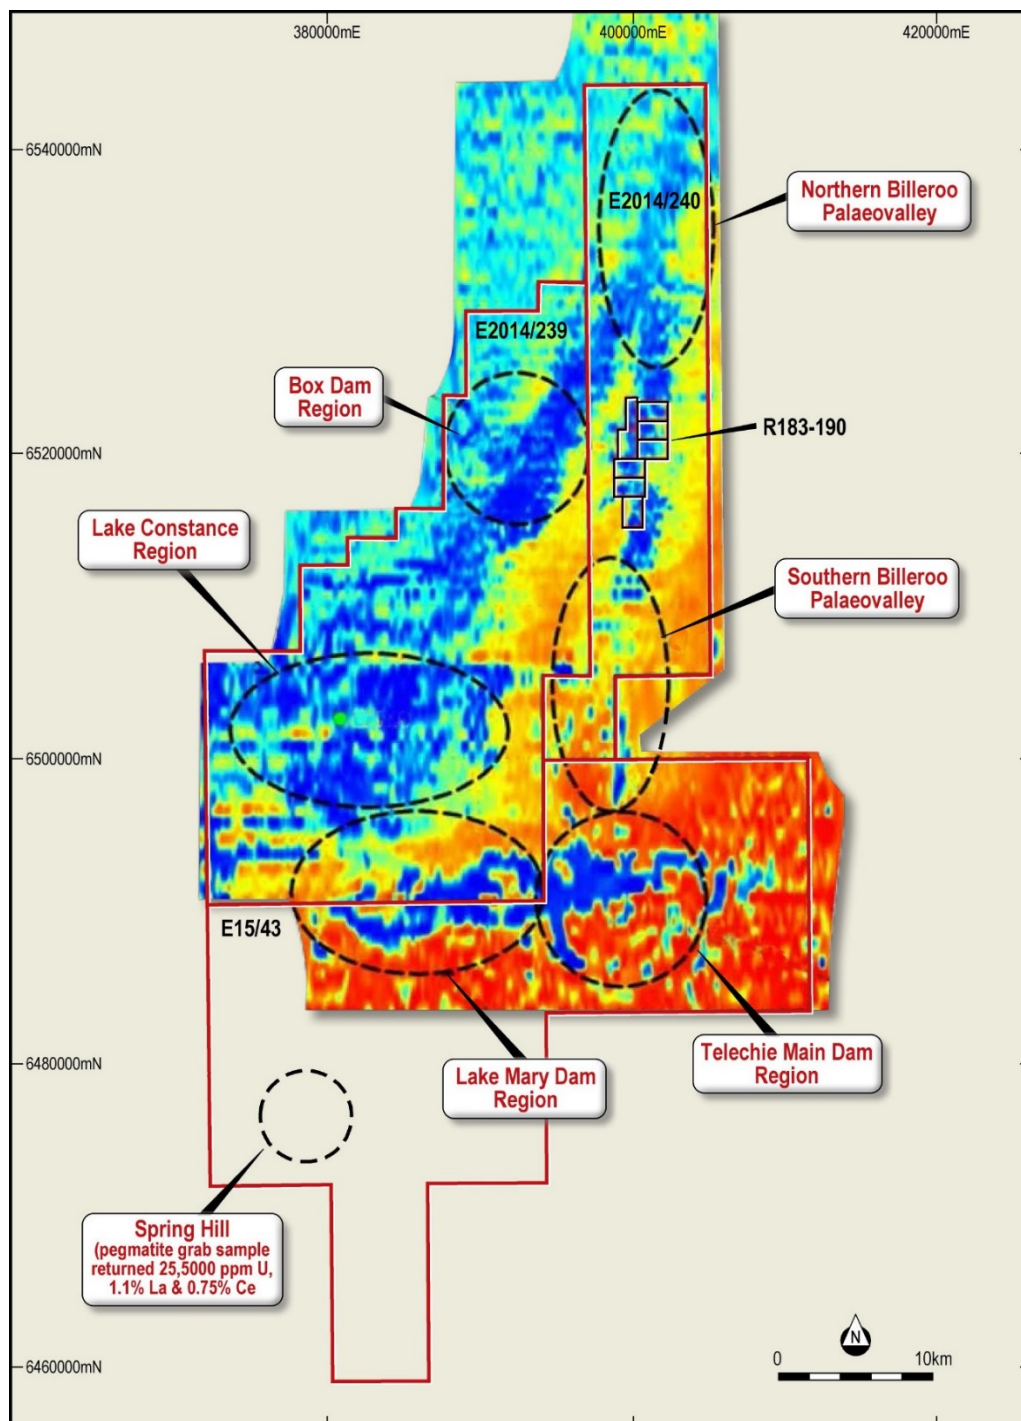 380000mE
400000mE
420000mE
6540000mN
E2014/240
Northern Billeroo
Palaeovalley
E2014/239
Box Dam
Region
R183-190
6520000mN
Lake Constance
Region
Southern Billeroo
Palaeovalley
6500000mN
E15/43
Telechie Main Dam
Region
6480000mN
Lake Mary Dam
Region
Spring Hill
(pegmatite grab sample
returned 25,5000 ppm U,
1.1% La & 0.75% Ce
N
0
10km
6460000mN